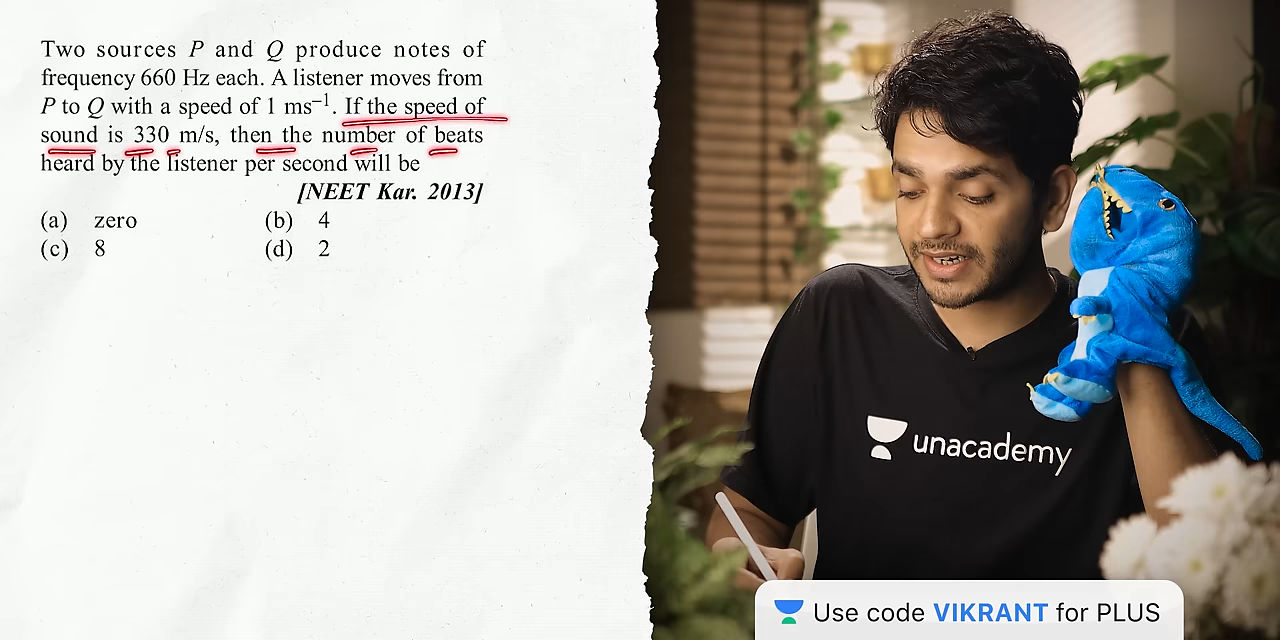 Two sources P and Q produce notes of
frequency 660 Hz each. A listener moves from
P to Q with a speed of 1 ms⁻¹. If the speed of
sound is 330 m/s, then the number of beats
heard by the listener per second will be
[NEET Kar. 2013]
(a) zero (b) 4
(c) 8 (d) 2
unacademy
Use code VIKRANT for PLUS